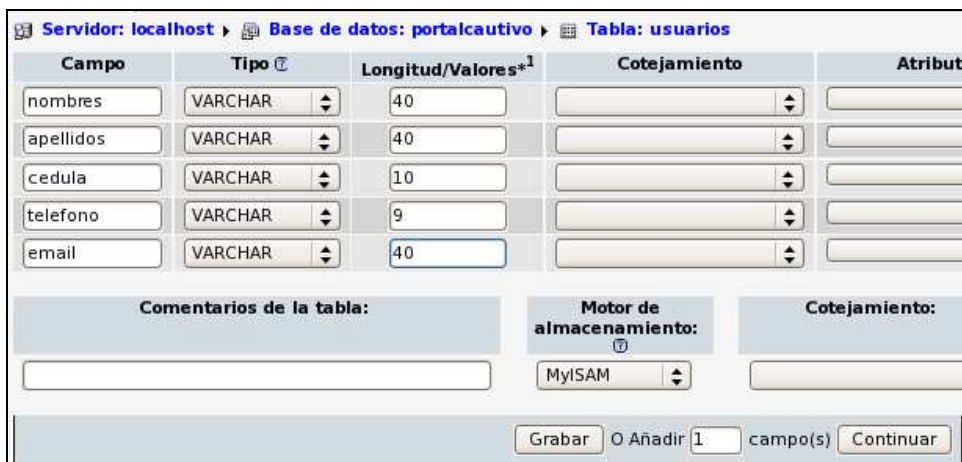 Servidor: localhost ▸ Base de datos: portalcautivo ▸ Tabla: usuarios
Campo Tipo Longitud/Valores*1 Cotejamiento Atribut
nombres VARCHAR 40
apellidos VARCHAR 40
cedula VARCHAR 10
telefono VARCHAR 9
email VARCHAR 40
Comentarios de la tabla: Motor de almacenamiento: Cotejamiento:
MyISAM
Grabar O Añadir 1 campo(s) Continuar